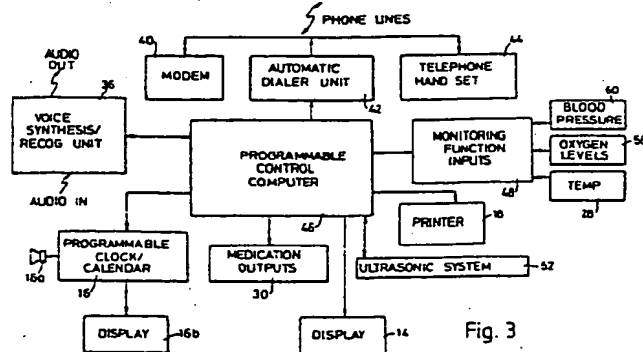 PHONE LINES
40
MODEM
AUTOMATIC
DIALER UNIT
42
44
TELEPHONE
HAND SET
AUDIO
OUT
36
VOICE
SYNTHESIS/
RECOG UNIT
AUDIO IN
PROGRAMMABLE
CONTROL
COMPUTER
46
MONITORING
FUNCTION
INPUTS
48
60
BLOOD
PRESSURE
OXYGEN
LEVELS
TEMP
28
PRINTER
18
PROGRAMMABLE
CLOCK/
CALENDAR
16a
16
MEDICATION
OUTPUTS
30
ULTRASONIC SYSTEM
52
DISPLAY
16b
DISPLAY
14
Fig. 3